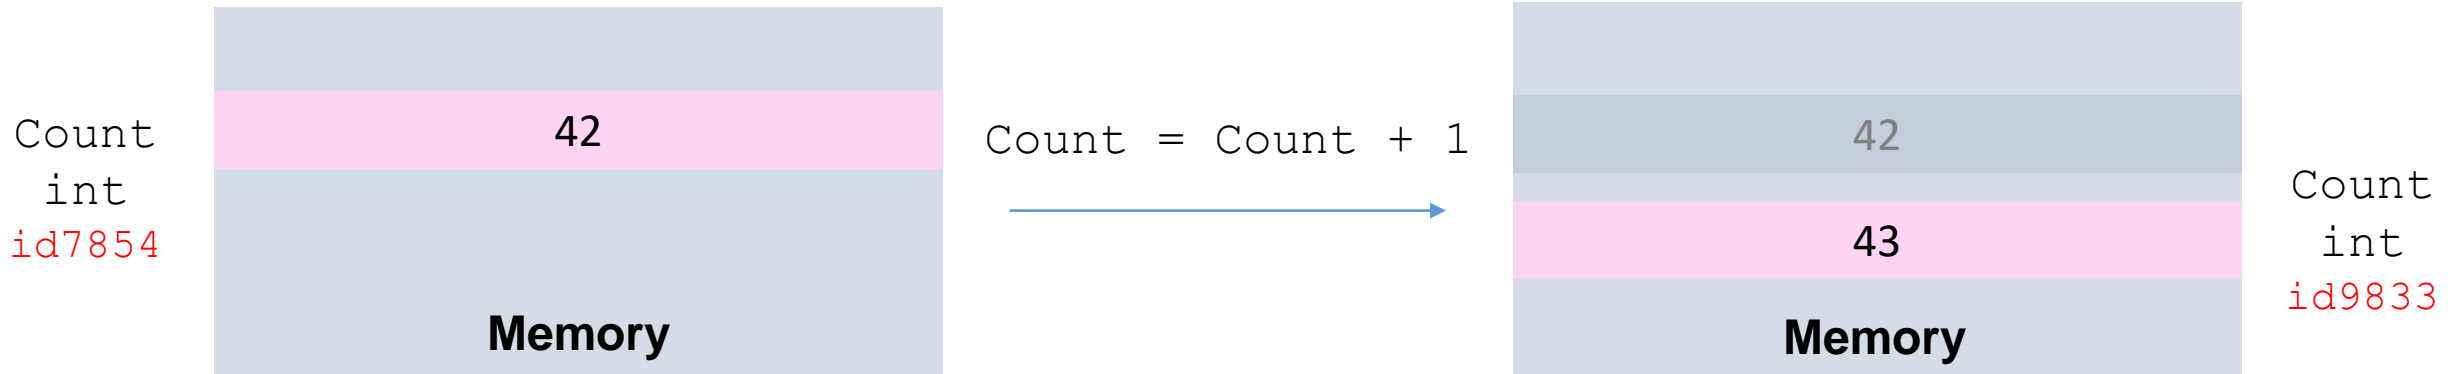 Count
int
id7854
42
Memory
Count = Count + 1
42
43
Memory
Count
int
id9833